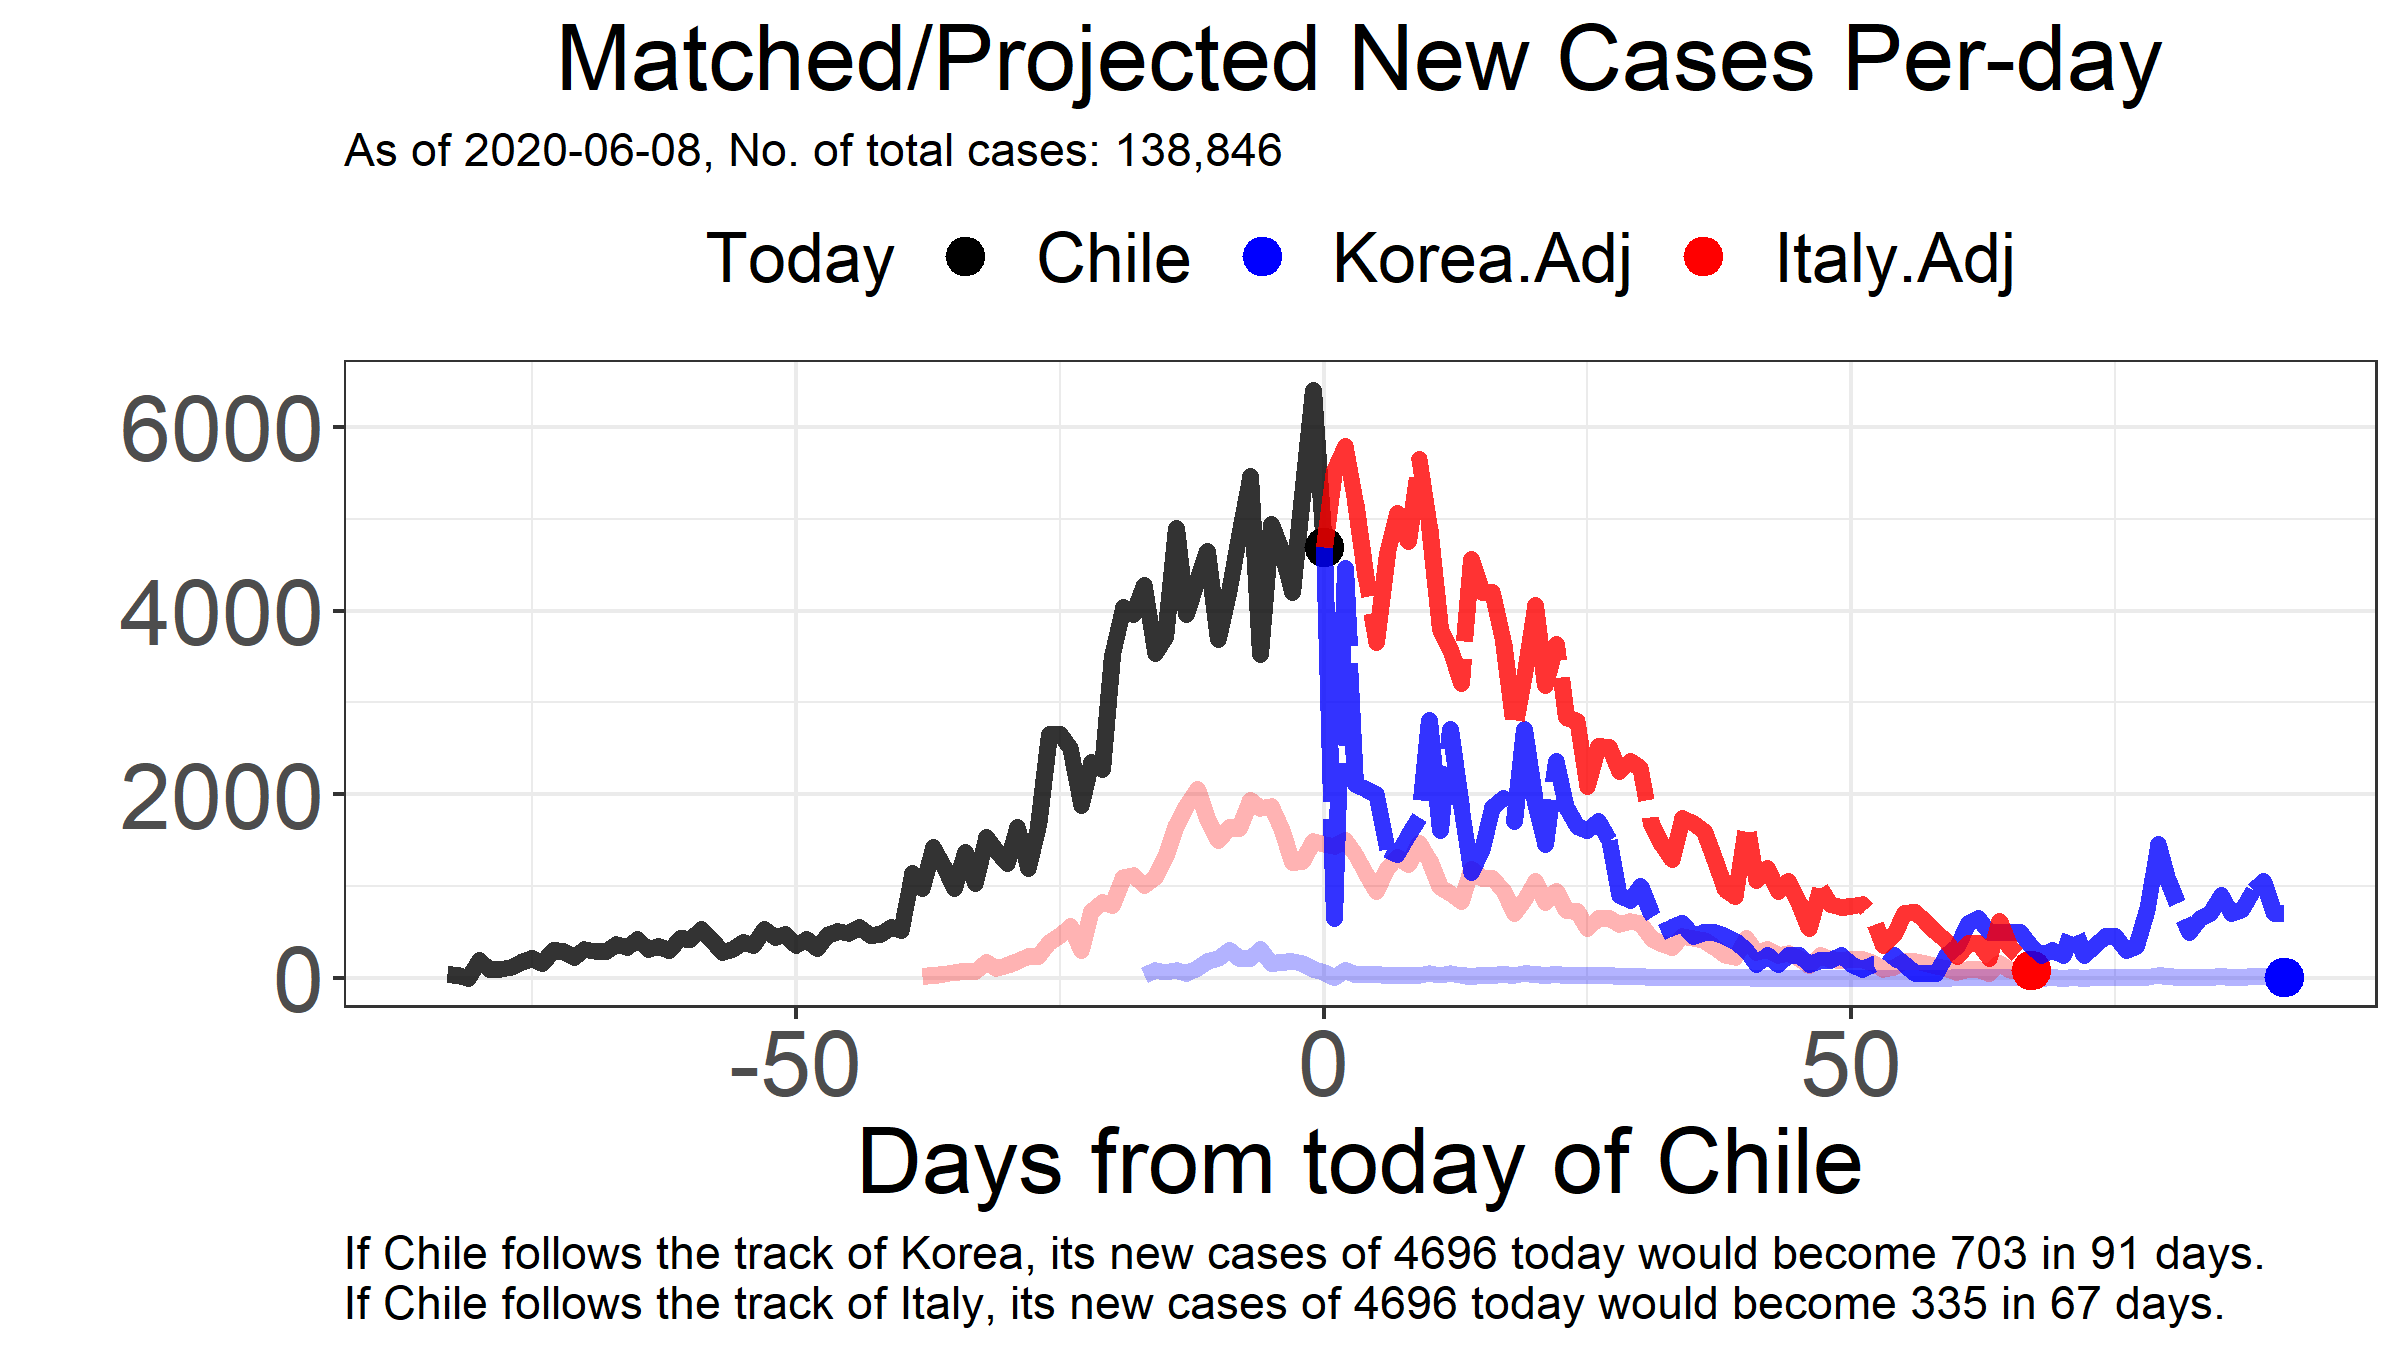 Matched/Projected New Cases Per-day
As of 2020-06-08, No. of total cases: 138,846
Today Chile Korea.Adj Italy.Adj
6000
4000
2000
0
-50 0 50
Days from today of Chile
If Chile follows the track of Korea, its new cases of 4696 today would become 703 in 91 days.
If Chile follows the track of Italy, its new cases of 4696 today would become 335 in 67 days.